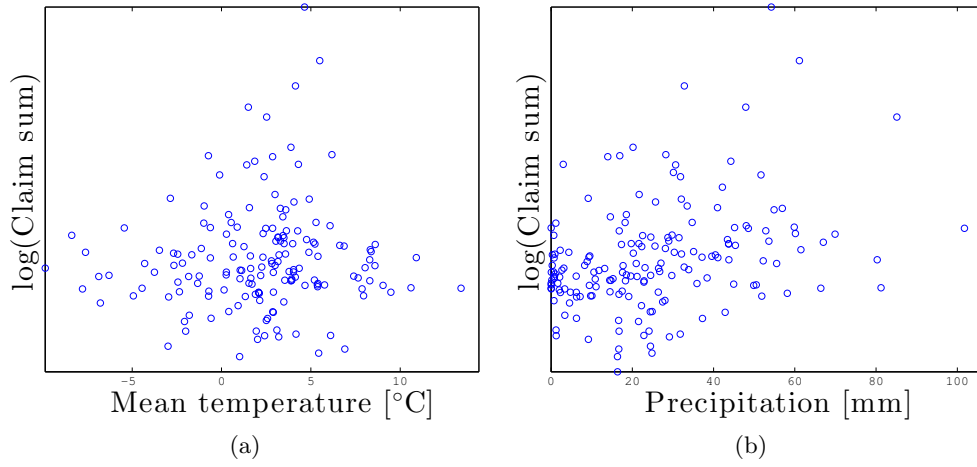 log(Claim sum)
−5 0 5 10
Mean temperature [°C]
(a)
log(Claim sum)
0 20 40 60 80 100
Precipitation [mm]
(b)